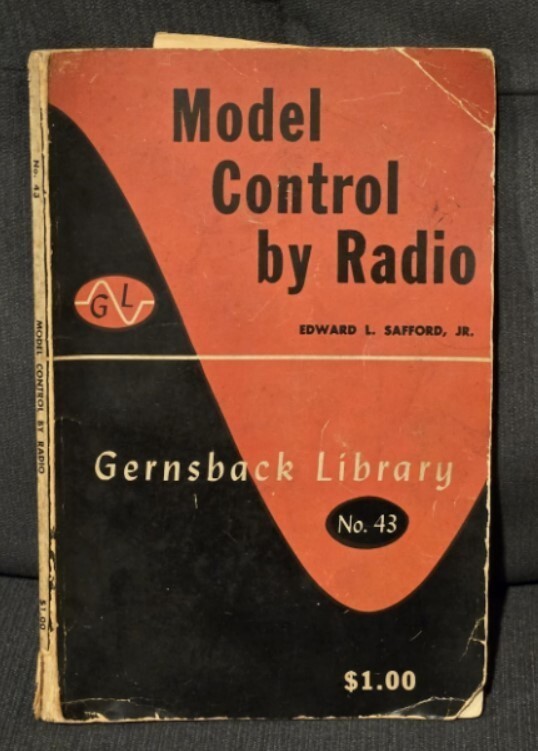 Model
Control
by Radio
GL
EDWARD L. SAFFORD, JR.
Gernsback Library
No. 43
$1.00
No. 43
MODEL CONTROL BY RADIO
$1.00